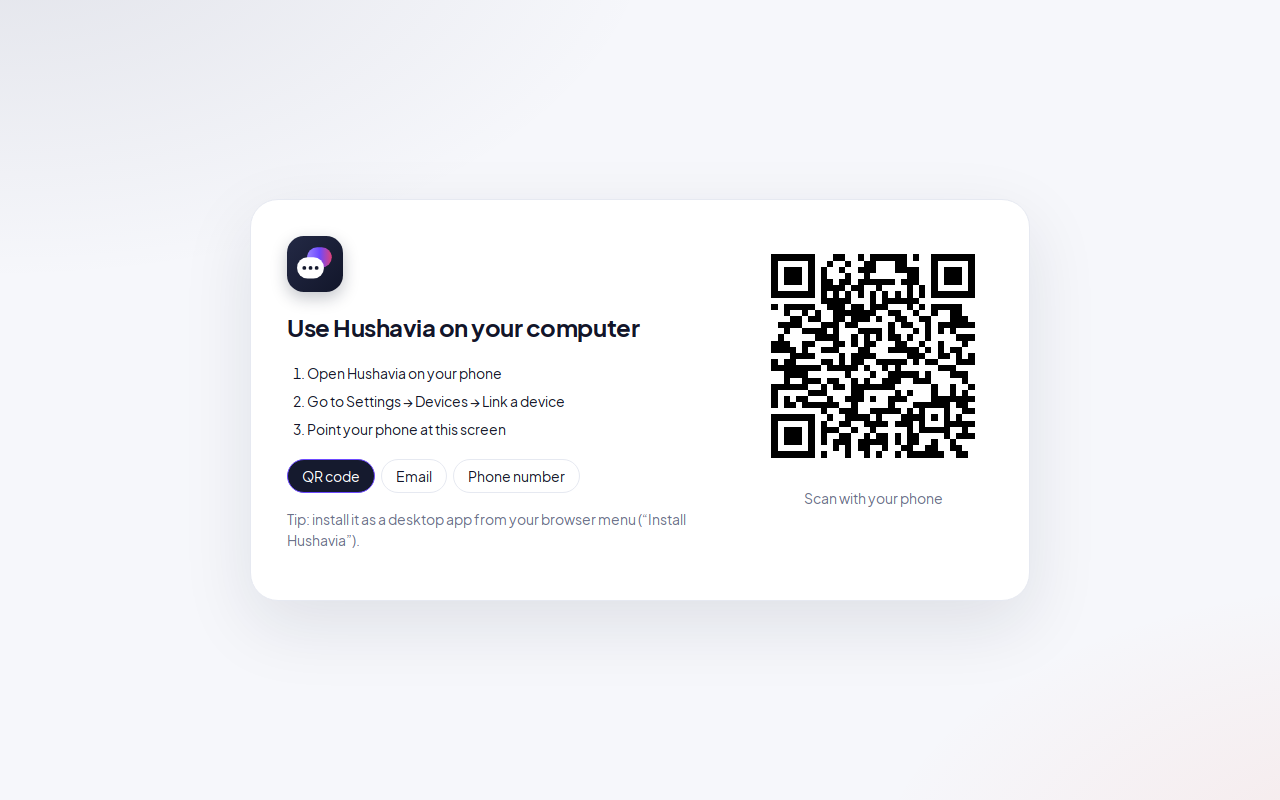 Use Hushavia on your computer
1. Open Hushavia on your phone
2. Go to Settings → Devices → Link a device
3. Point your phone at this screen
QR code Email Phone number
Tip: install it as a desktop app from your browser menu (“Install
Hushavia”).
Scan with your phone